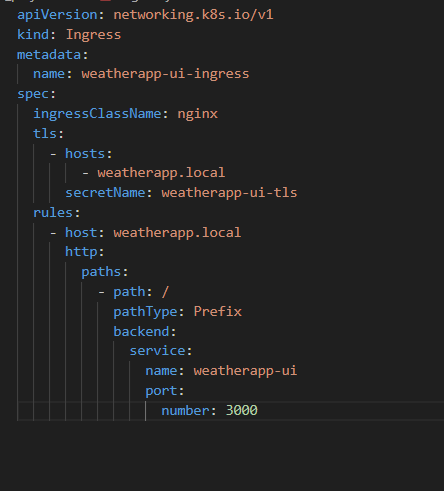 apiVersion: networking.k8s.io/v1
kind: Ingress
metadata:
  name: weatherapp-ui-ingress
spec:
  ingressClassName: nginx
  tls:
    - hosts:
        - weatherapp.local
      secretName: weatherapp-ui-tls
  rules:
    - host: weatherapp.local
      http:
        paths:
          - path: /
            pathType: Prefix
            backend:
              service:
                name: weatherapp-ui
                port:
                  number: 3000